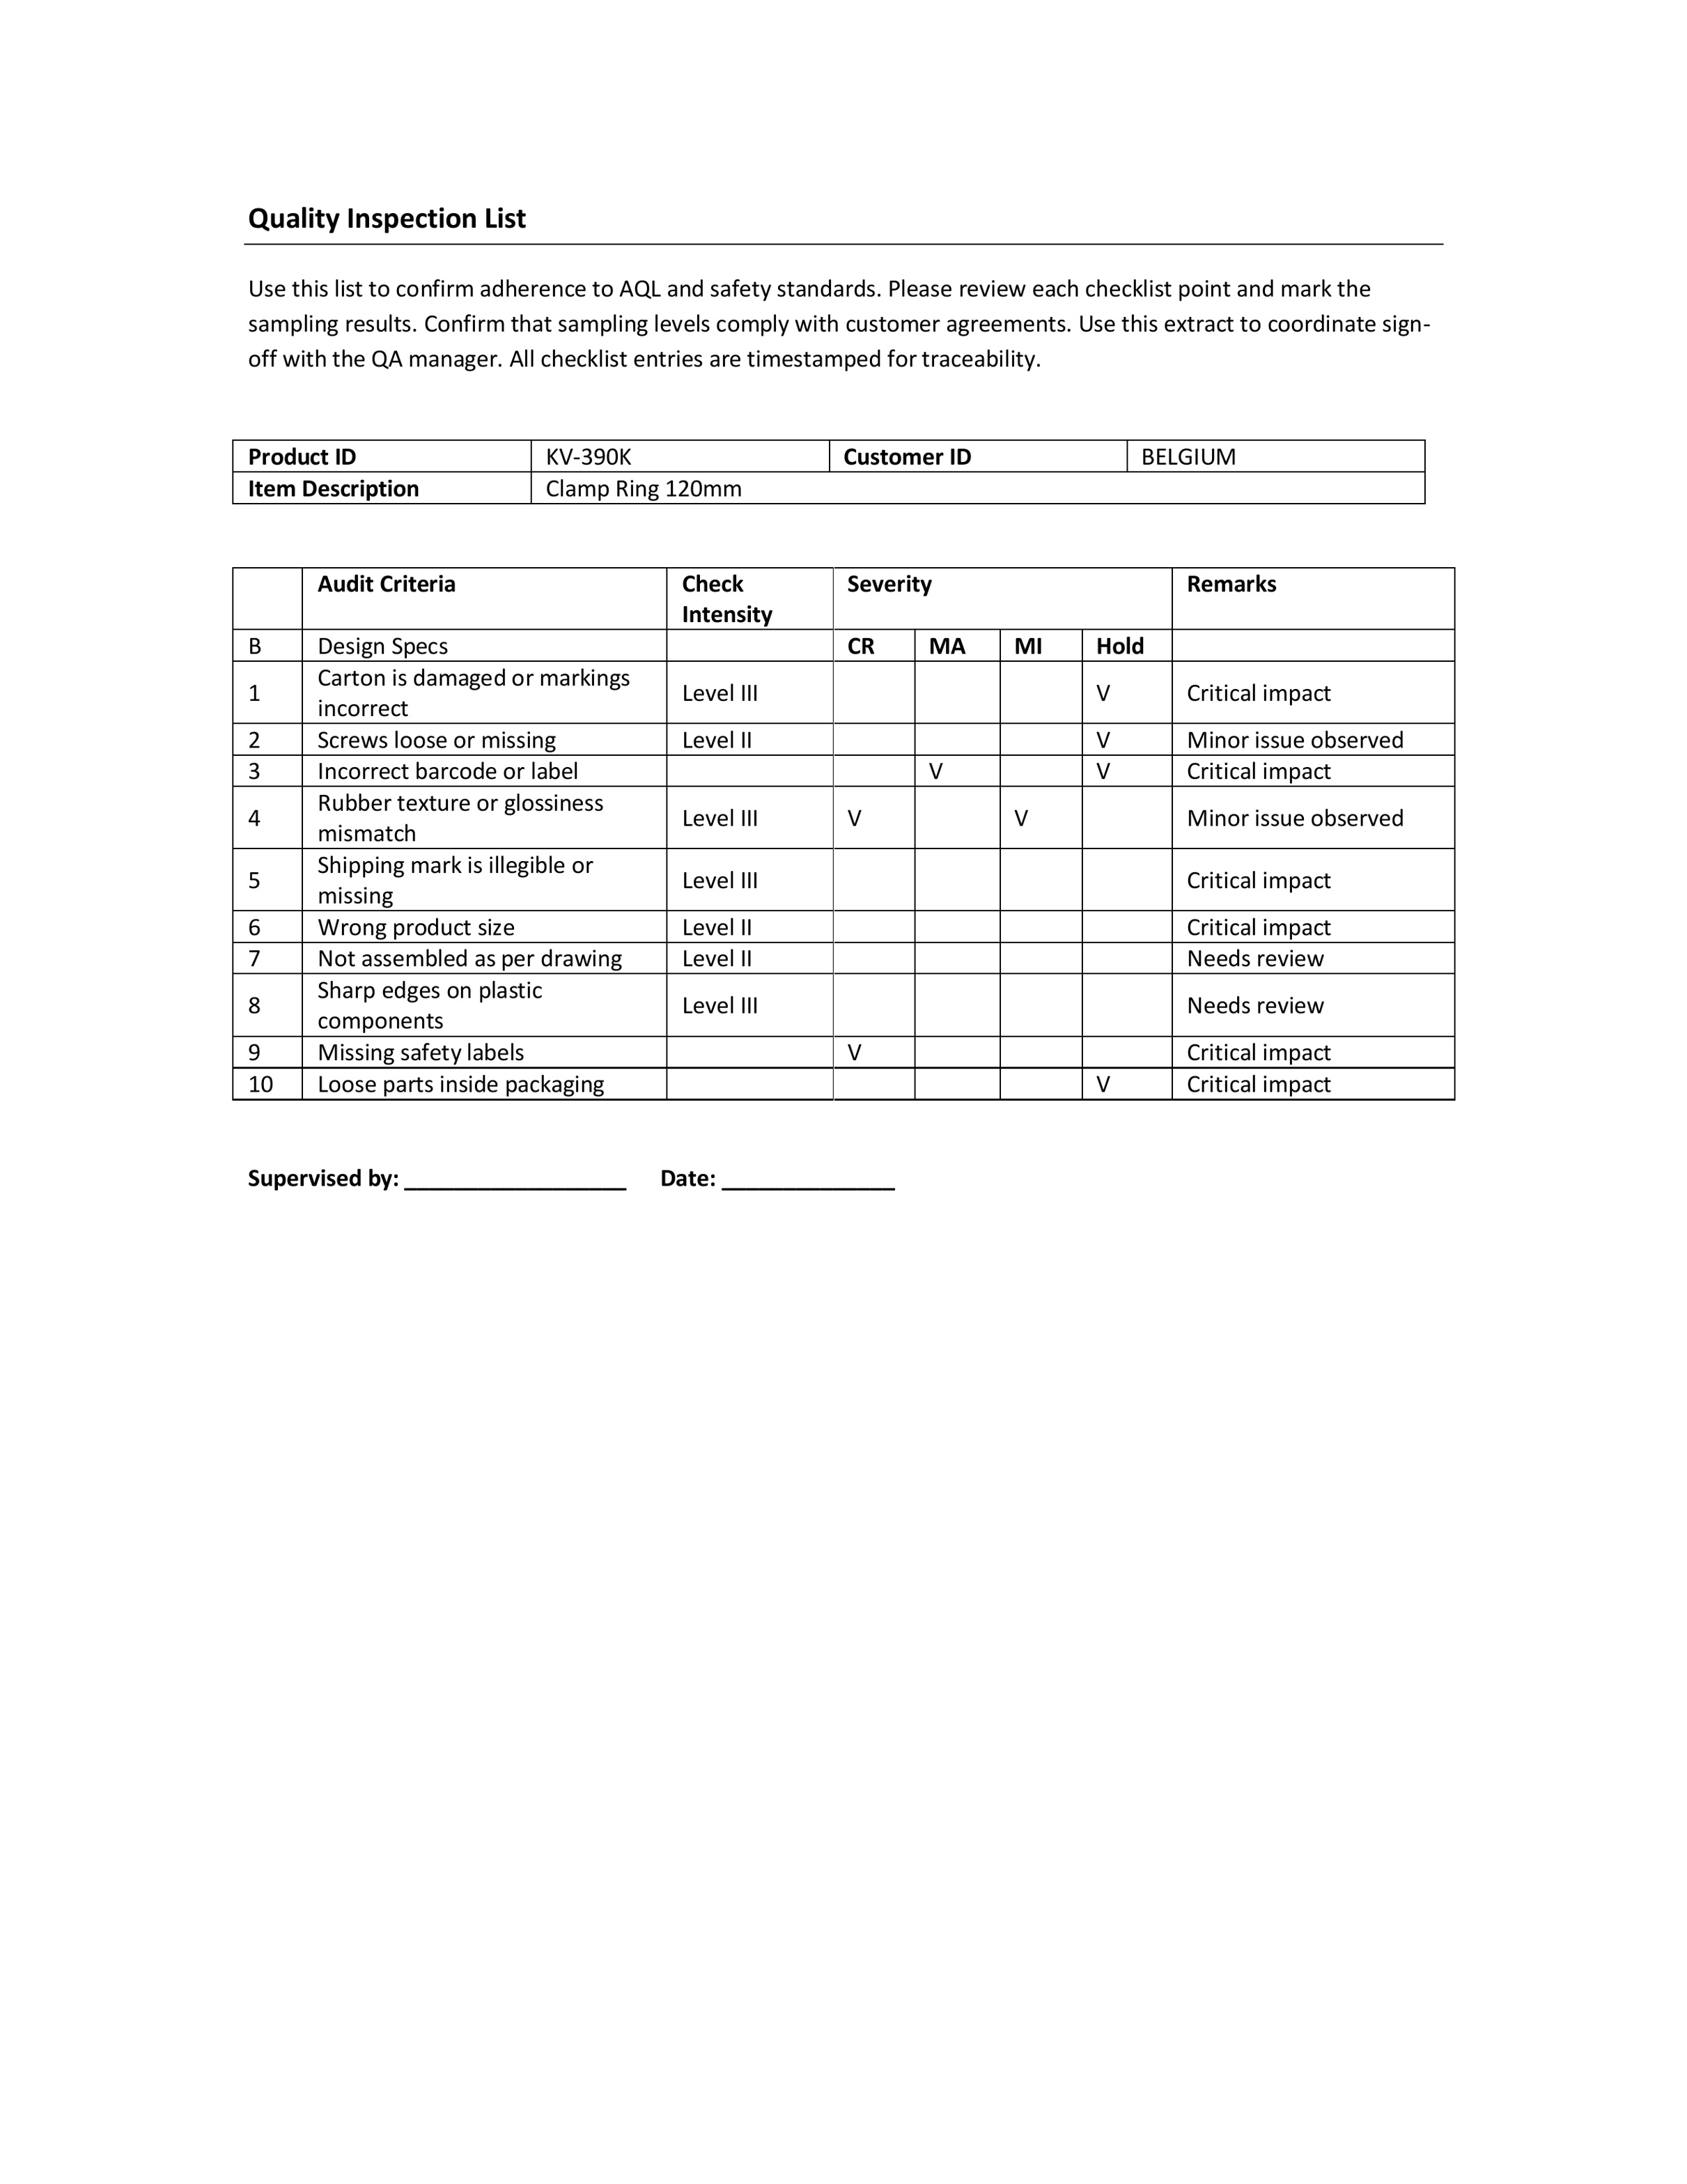 Quality Inspection List
Use this list to confirm adherence to AQL and safety standards. Please review each checklist point and mark the
sampling results. Confirm that sampling levels comply with customer agreements. Use this extract to coordinate sign-
off with the QA manager. All checklist entries are timestamped for traceability.
Product ID KV-390K Customer ID BELGIUM
Item Description Clamp Ring 120mm
Audit Criteria Check Severity Remarks
Intensity
B Design Specs CR MA MI Hold
Carton is damaged or markings
1 Level III V Critical impact
incorrect
2 Screws loose or missing Level II V Minor issue observed
3 Incorrect barcode or label V V Critical impact
Rubber texture or glossiness
4 Level III V V Minor issue observed
mismatch
Shipping mark is illegible or
5 Level III Critical impact
missing
6 Wrong product size Level II Critical impact
7 Not assembled as per drawing Level II Needs review
Sharp edges on plastic
8 Level III Needs review
components
9 Missing safety labels V Critical impact
10 Loose parts inside packaging V Critical impact
Supervised by: __________________ Date: ______________